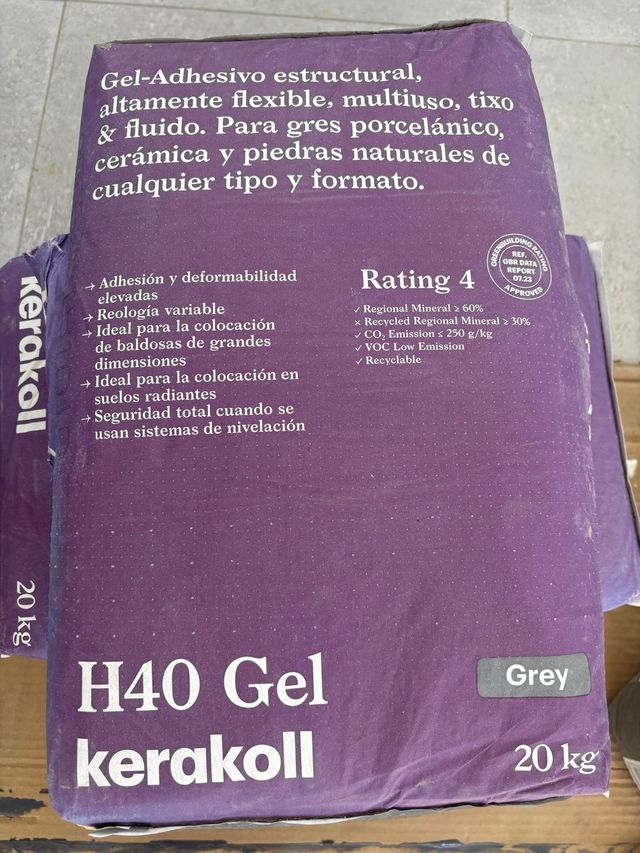 Gel-Adhesivo estructural,
altamente flexible, multiuso, tixo
& fluido. Para gres porcelánico,
cerámica y piedras naturales de
cualquier tipo y formato.
→ Adhesión y deformabilidad
elevadas
→ Reología variable
→ Ideal para la colocación
de baldosas de grandes
dimensiones
→ Ideal para la colocación en
suelos radiantes
→ Seguridad total cuando se
usan sistemas de nivelación
Rating 4
✓ Regional Mineral ≥ 60%
× Recycled Regional Mineral ≥ 30%
✓ CO₂ Emission ≤ 250 g/kg
✓ VOC Low Emission
✓ Recyclable
GREENBUILDING RATING
REF.
GBR DATA
REPORT
07.23
APPROVED
H40 Gel
Grey
kerakoll
20 kg
kerakoll
20 kg